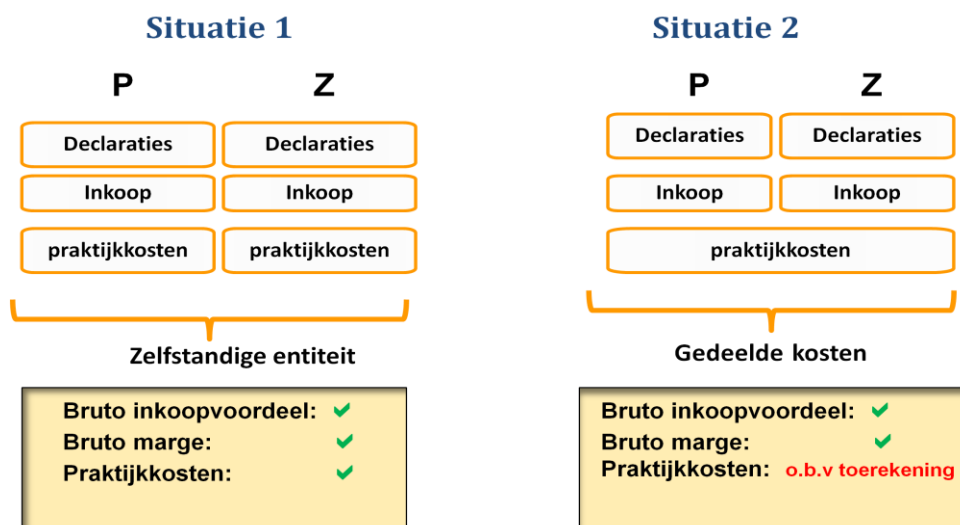 Situatie 1
P Z
Declaraties Declaraties
Inkoop Inkoop
praktijkkosten praktijkkosten
Zelfstandige entiteit
Bruto inkoopvoordeel:
Bruto marge:
Praktijkkosten:
Situatie 2
P Z
Declaraties Declaraties
Inkoop Inkoop
praktijkkosten
Gedeelde kosten
Bruto inkoopvoordeel:
Bruto marge:
Praktijkkosten: o.b.v toerekening